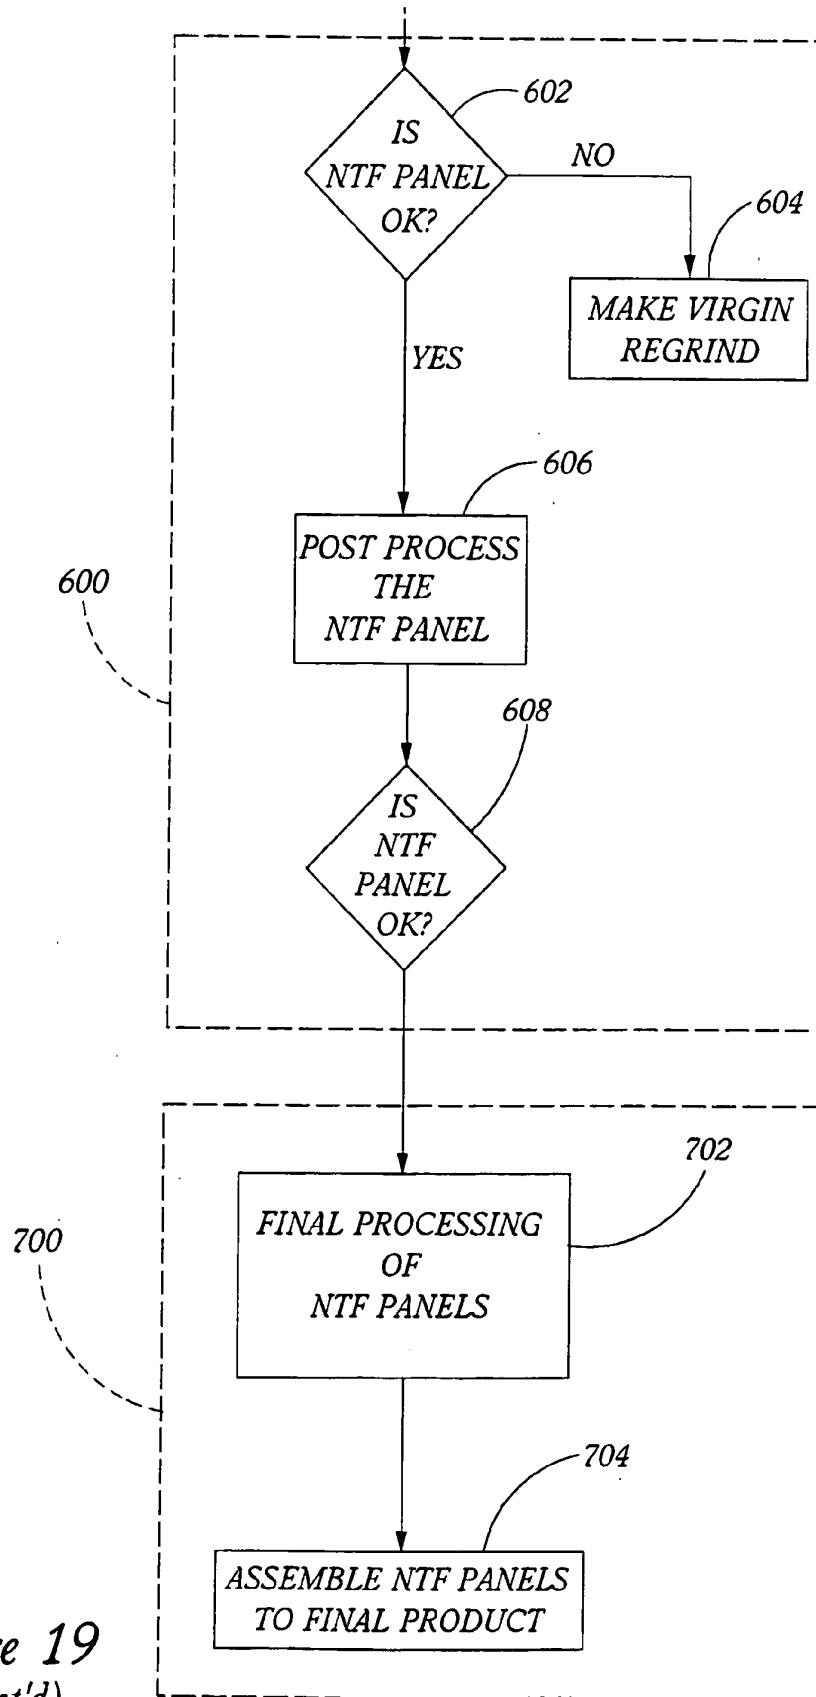 602
IS
NTF PANEL
OK?
NO
604
MAKE VIRGIN
REGRIND
YES
606
POST PROCESS
THE
NTF PANEL
600
608
IS
NTF
PANEL
OK?
702
FINAL PROCESSING
OF
NTF PANELS
700
704
ASSEMBLE NTF PANELS
TO FINAL PRODUCT
19